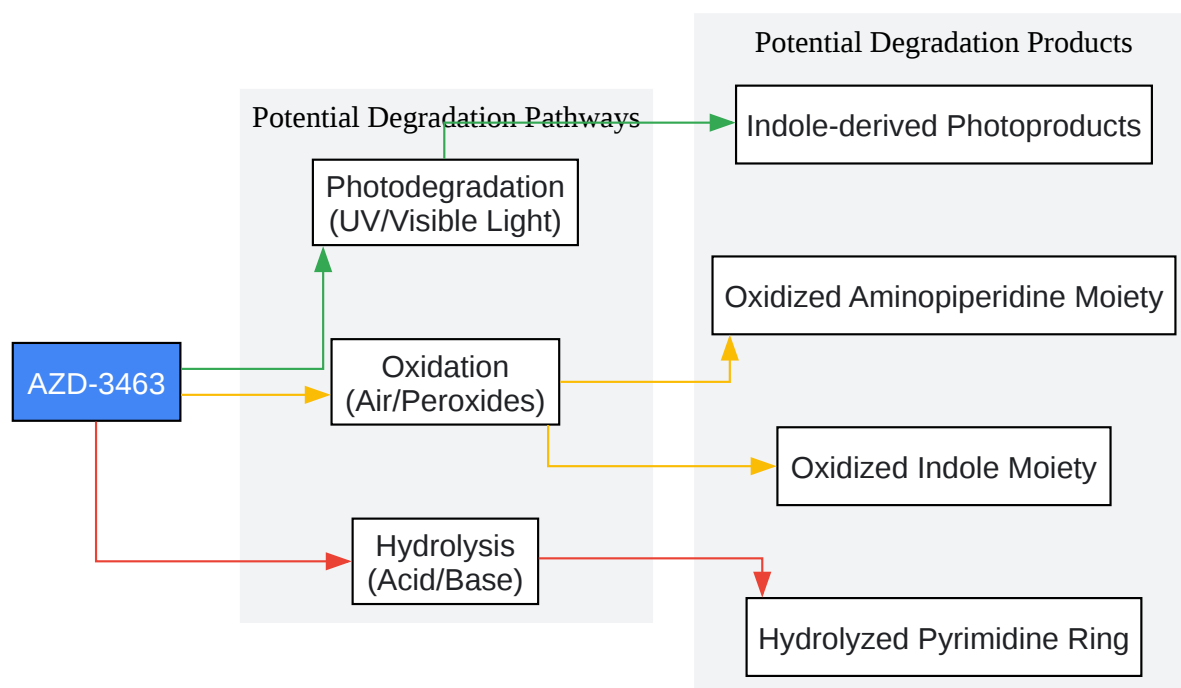 Potential Degradation Products
Potential Degradation Pathways
Indole-derived Photoproducts
Photodegradation
(UV/Visible Light)
Oxidized Aminopiperidine Moiety
AZD-3463
Oxidation
(Air/Peroxides)
Oxidized Indole Moiety
Hydrolysis
(Acid/Base)
Hydrolyzed Pyrimidine Ring